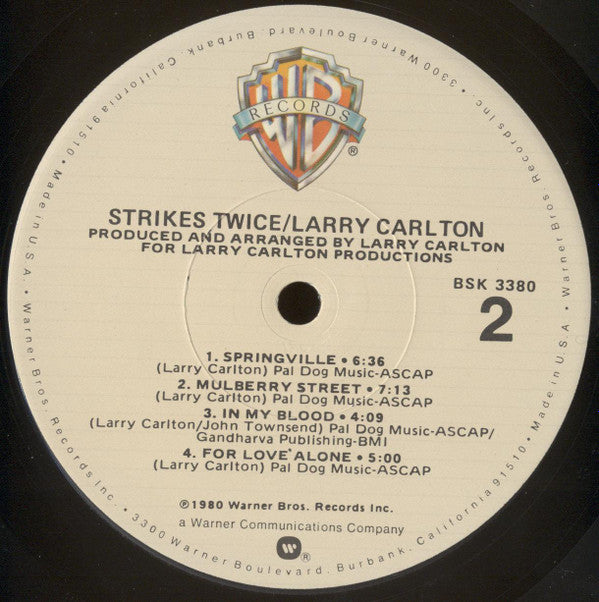 Made in U.S.A. • Warner Bros. Records Inc. • 3300 Warner Boulevard, Burbank, California 91510 • Made in U.S.A. • Warner Bros. Records Inc. • 3300 Warner Boulevard, Burbank, California 91510 •
WB
RECORDS
®
STRIKES TWICE/LARRY CARLTON
PRODUCED AND ARRANGED BY LARRY CARLTON
FOR LARRY CARLTON PRODUCTIONS
BSK 3380
2
1. SPRINGVILLE • 6:36
(Larry Carlton) Pal Dog Music-ASCAP
2. MULBERRY STREET • 7:13
(Larry Carlton) Pal Dog Music-ASCAP
3. IN MY BLOOD • 4:09
(Larry Carlton/John Townsend) Pal Dog Music-ASCAP/
Gandharva Publishing-BMI
4. FOR LOVE ALONE • 5:00
(Larry Carlton) Pal Dog Music-ASCAP
℗1980 Warner Bros. Records Inc.
a Warner Communications Company
W ®